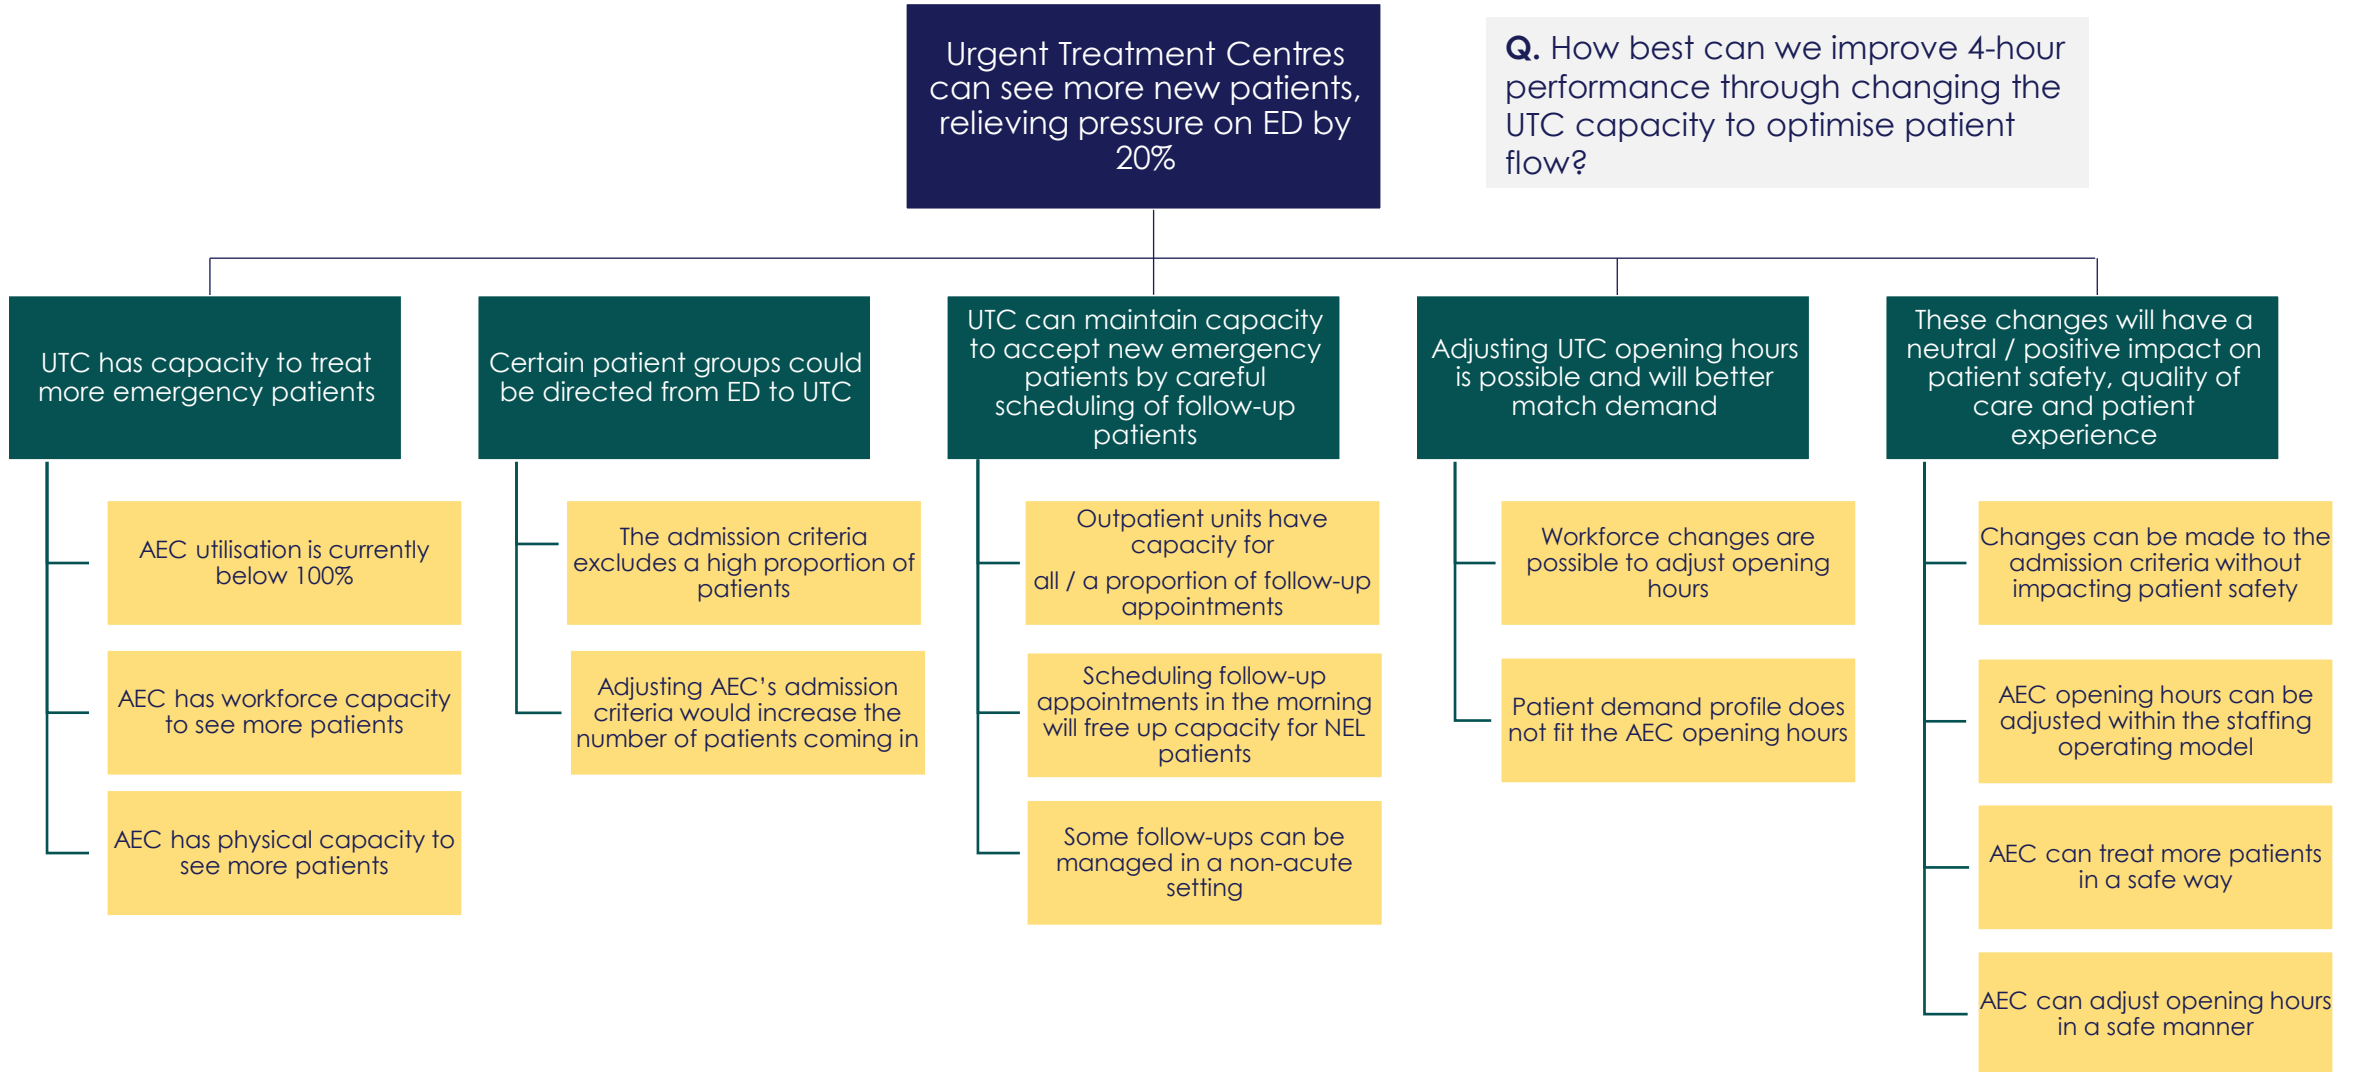 Urgent Treatment Centres
can see more new patients,
relieving pressure on ED by
20%
Q. How best can we improve 4-hour
performance through changing the
UTC capacity to optimise patient
flow?
UTC has capacity to treat
more emergency patients
AEC utilisation is currently
below 100%
AEC has workforce capacity
to see more patients
AEC has physical capacity to
see more patients
Certain patient groups could
be directed from ED to UTC
The admission criteria
excludes a high proportion of
patients
Adjusting AEC’s admission
criteria would increase the
number of patients coming in
UTC can maintain capacity
to accept new emergency
patients by careful
scheduling of follow-up
patients
Outpatient units have
capacity for
all / a proportion of follow-up
appointments
Scheduling follow-up
appointments in the morning
will free up capacity for NEL
patients
Some follow-ups can be
managed in a non-acute
setting
Adjusting UTC opening hours
is possible and will better
match demand
Workforce changes are
possible to adjust opening
hours
Patient demand profile does
not fit the AEC opening hours
These changes will have a
neutral / positive impact on
patient safety, quality of
care and patient
experience
Changes can be made to the
admission criteria without
impacting patient safety
AEC opening hours can be
adjusted within the staffing
operating model
AEC can treat more patients
in a safe way
AEC can adjust opening hours
in a safe manner